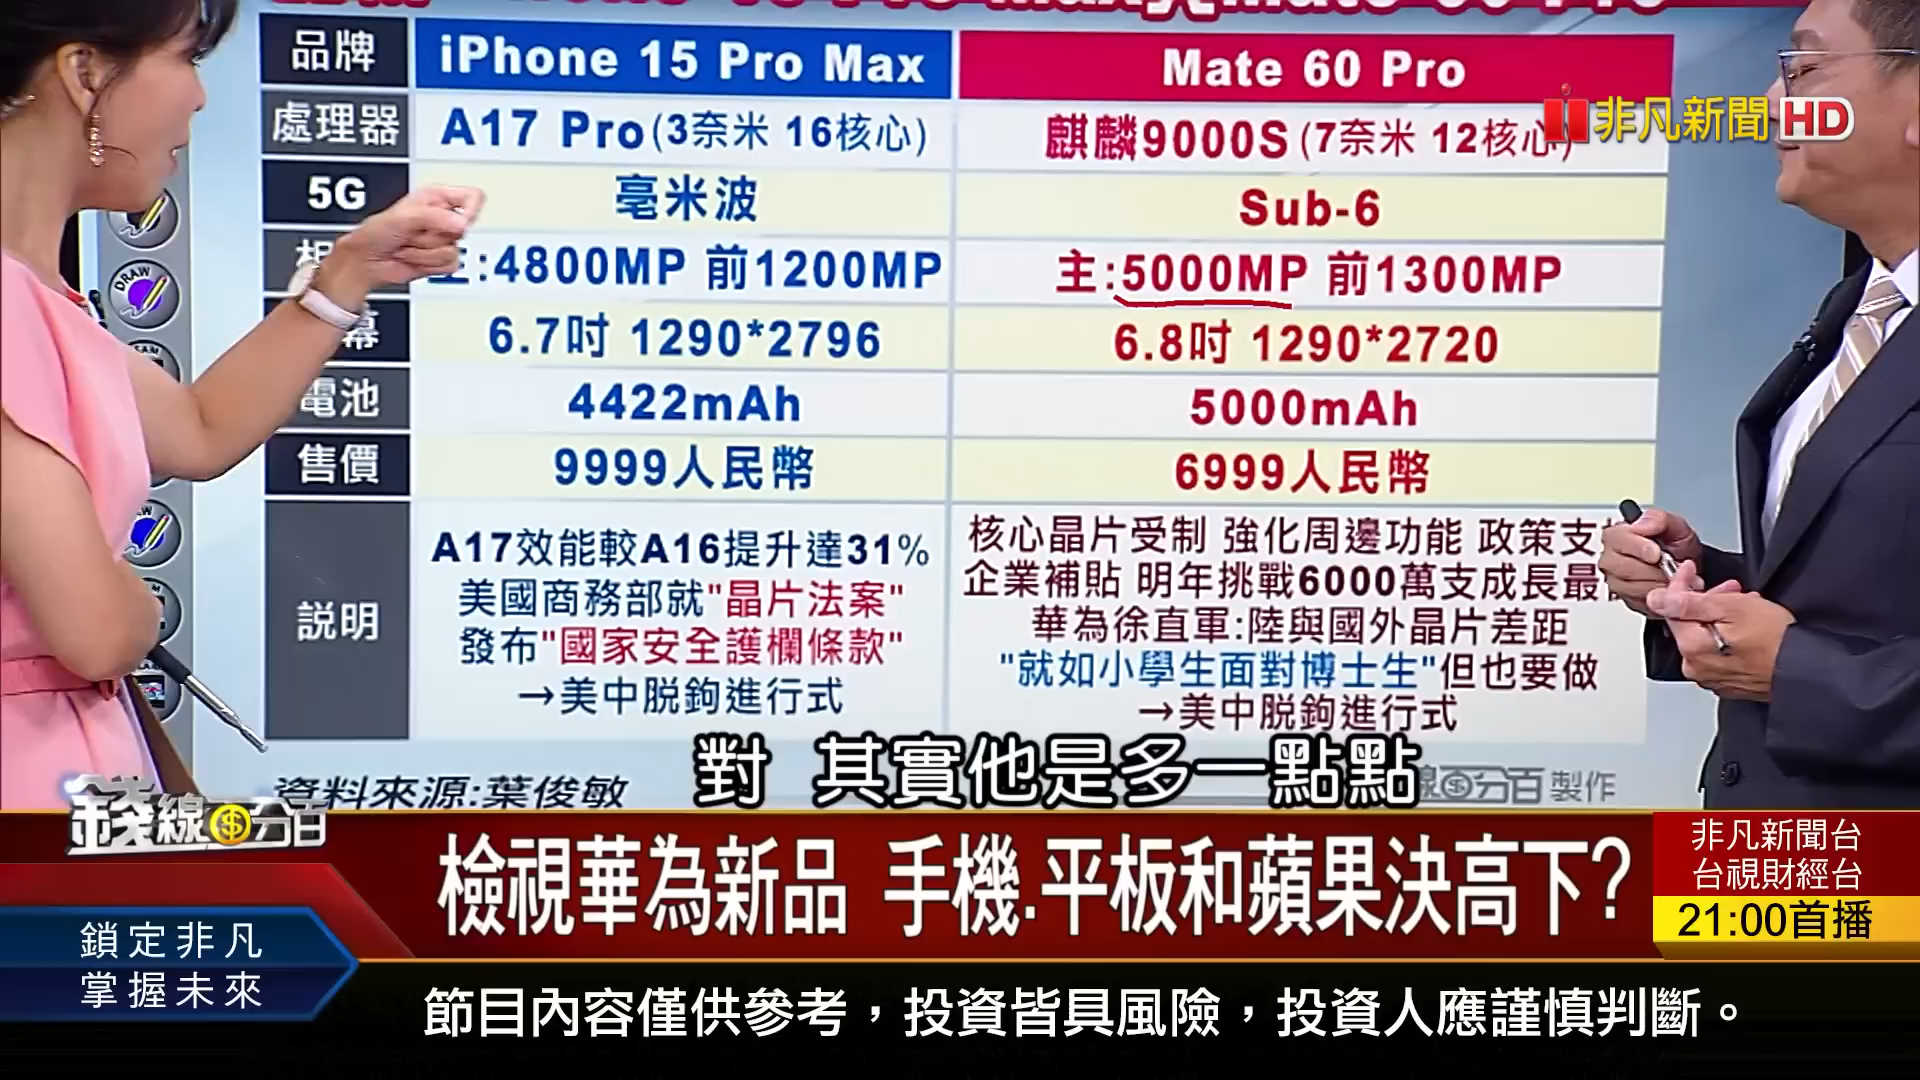 品牌 iPhone 15 Pro Max Mate 60 Pro
處理器 A17 Pro(3奈米 16核心) 麒麟9000S(7奈米 12核心)
5G 毫米波 Sub-6
主:4800MP 前1200MP 主:5000MP 前1300MP
幕 6.7吋 1290*2796 6.8吋 1290*2720
電池 4422mAh 5000mAh
售價 9999人民幣 6999人民幣
說明
A17效能較A16提升達31%
美國商務部就"晶片法案"
發布"國家安全護欄條款"
→美中脫鉤進行式
核心晶片受制 強化周邊功能 政策支
企業補貼 明年挑戰6000萬支成長最
華為徐直軍:陸與國外晶片差距
"就如小學生面對博士生"但也要做
→美中脫鉤進行式
資料來源:葉俊敏
線分百 製作
非凡新聞HD
DRAW
對 其實他是多一點點
錢線分百
檢視華為新品 手機.平板和蘋果決高下?
非凡新聞台
台視財經台
21:00首播
鎖定非凡
掌握未來
節目內容僅供參考，投資皆具風險，投資人應謹慎判斷。